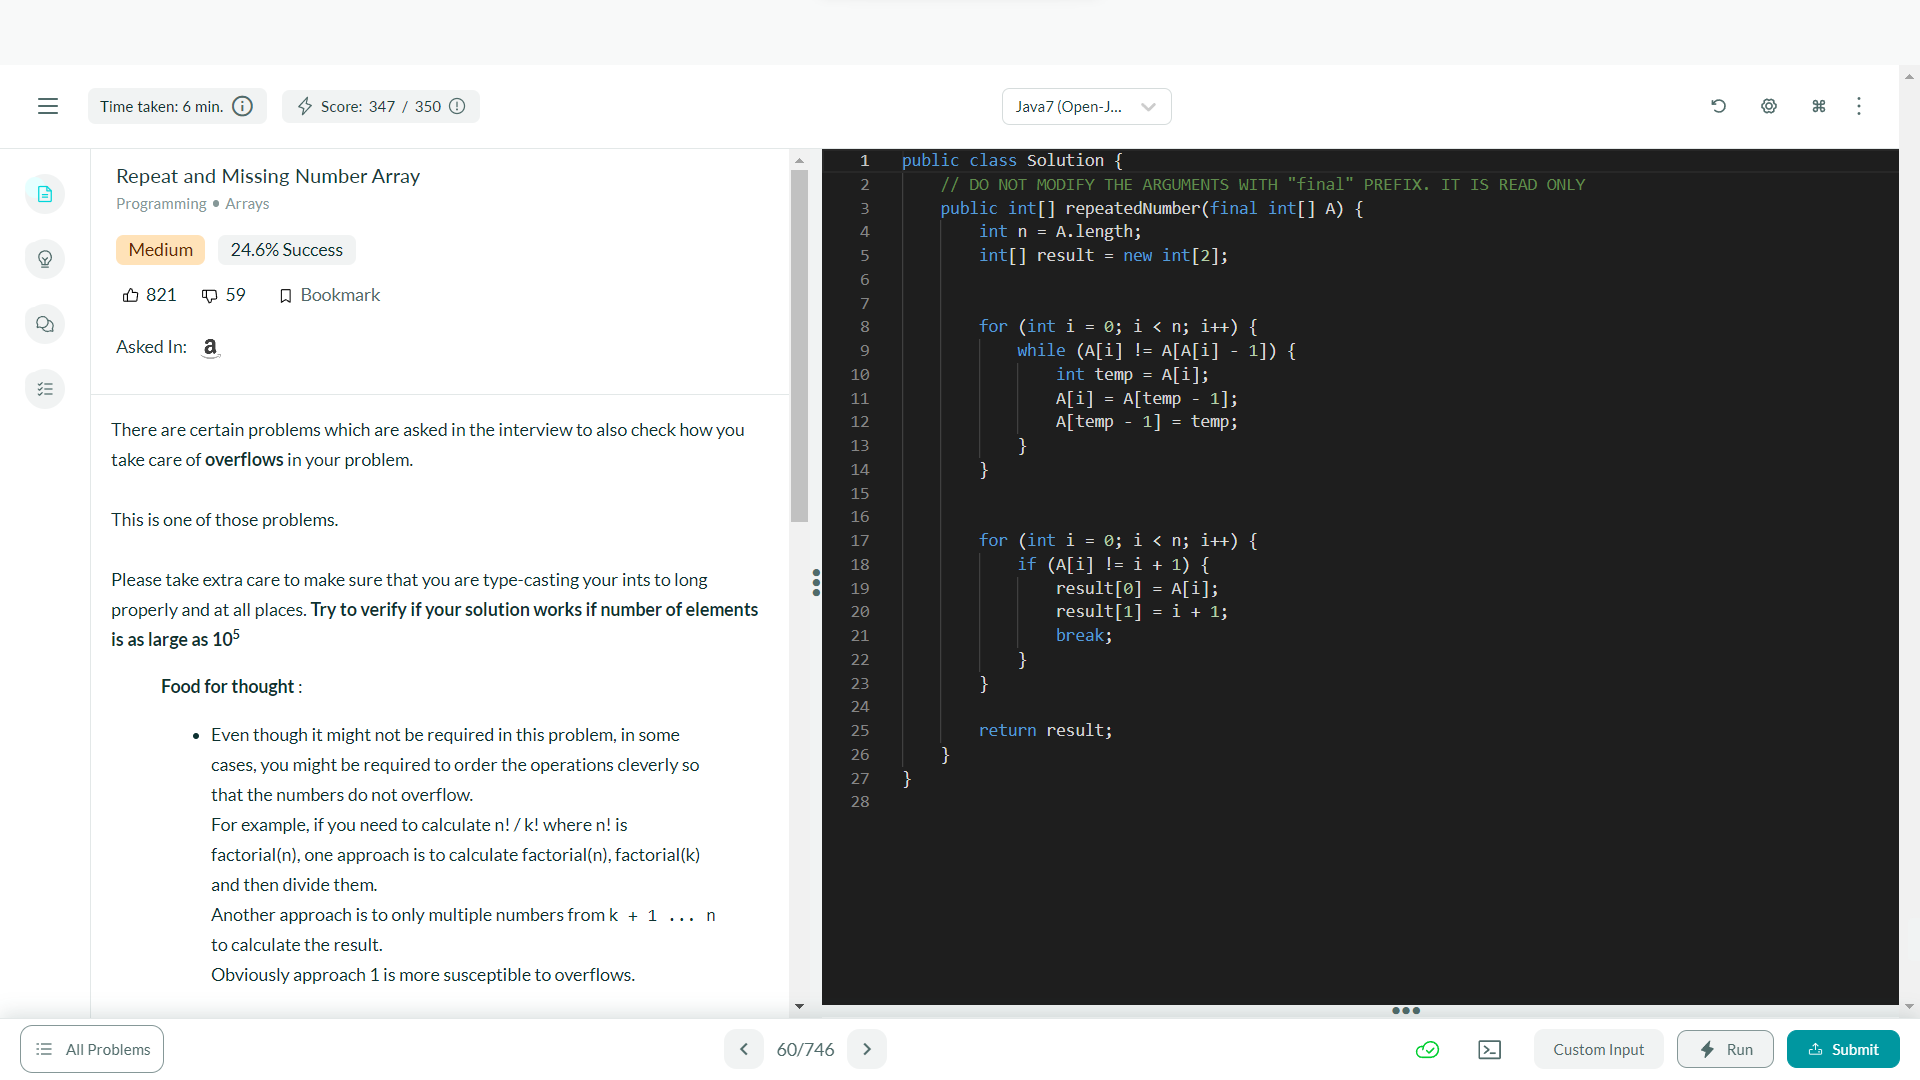 Time taken: 6 min.
Score: 347 / 350
Java7 (Open-J...
Repeat and Missing Number Array
Programming • Arrays
Medium
24.6% Success
821
59
Bookmark
Asked In: a
There are certain problems which are asked in the interview to also check how you
take care of overflows in your problem.
This is one of those problems.
Please take extra care to make sure that you are type-casting your ints to long
properly and at all places. Try to verify if your solution works if number of elements
is as large as 10⁵
Food for thought :
• Even though it might not be required in this problem, in some
cases, you might be required to order the operations cleverly so
that the numbers do not overflow.
For example, if you need to calculate n! / k! where n! is
factorial(n), one approach is to calculate factorial(n), factorial(k)
and then divide them.
Another approach is to only multiple numbers from k + 1 ... n
to calculate the result.
Obviously approach 1 is more susceptible to overflows.
1 public class Solution {
2 // DO NOT MODIFY THE ARGUMENTS WITH "final" PREFIX. IT IS READ ONLY
3 public int[] repeatedNumber(final int[] A) {
4 int n = A.length;
5 int[] result = new int[2];
6
7
8 for (int i = 0; i < n; i++) {
9 while (A[i] != A[A[i] - 1]) {
10 int temp = A[i];
11 A[i] = A[temp - 1];
12 A[temp - 1] = temp;
13 }
14 }
15
16
17 for (int i = 0; i < n; i++) {
18 if (A[i] != i + 1) {
19 result[0] = A[i];
20 result[1] = i + 1;
21 break;
22 }
23 }
24
25 return result;
26 }
27 }
28
All Problems
60/746
Custom Input
Run
Submit